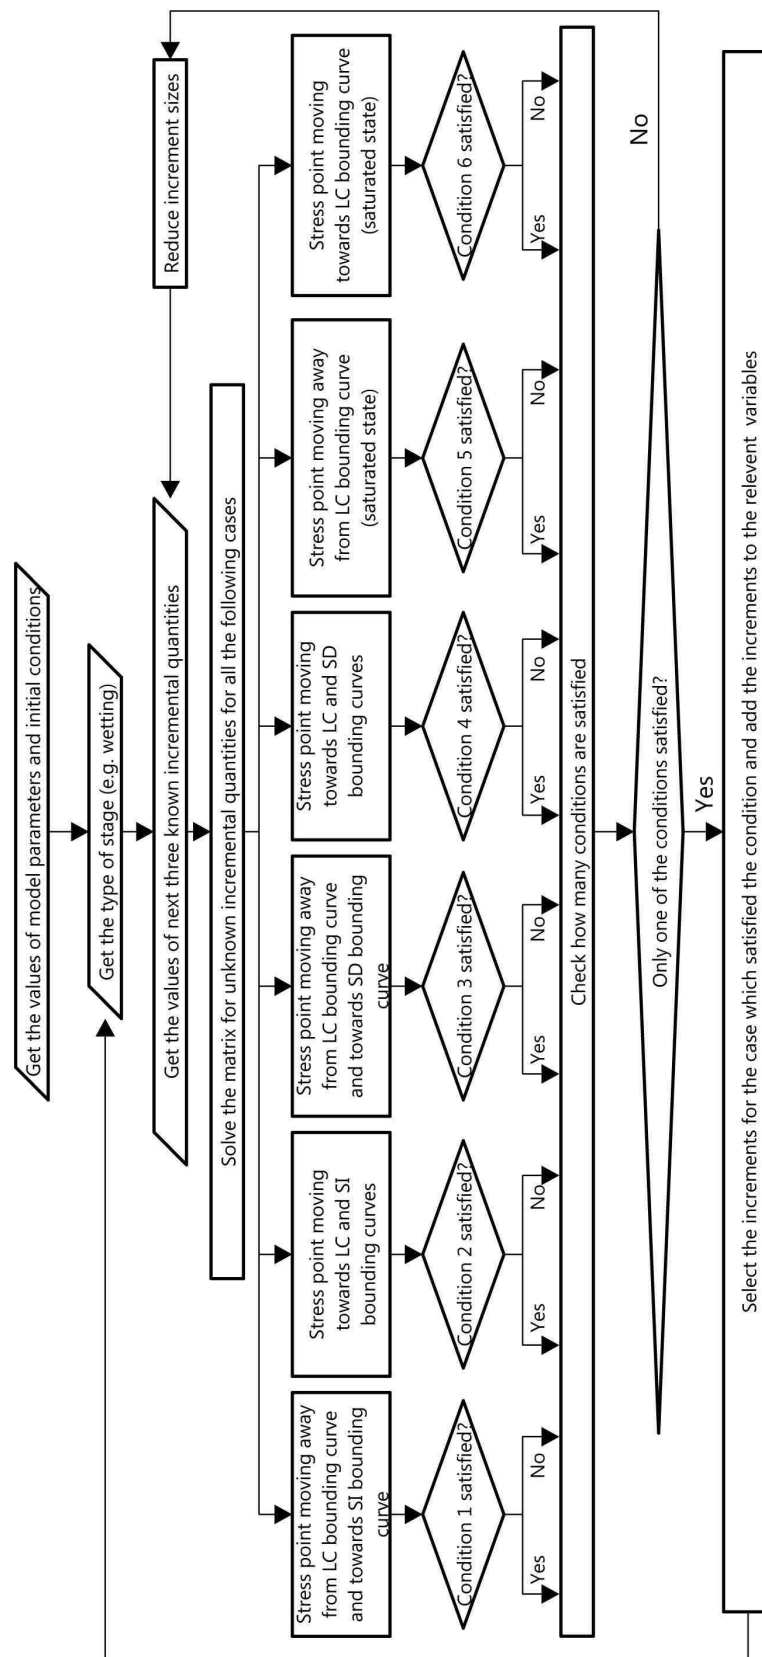 Get the values of model parameters and initial conditions
Get the type of stage (e.g. wetting)
Get the values of next three known incremental quantities
Reduce increment sizes
Solve the matrix for unknown incremental quantities for all the following cases
Stress point moving away
from LC bounding curve
and towards SI bounding
curve
Stress point moving
towards LC and SI
bounding curves
Stress point moving away
from LC bounding curve
and towards SD bounding
curve
Stress point moving
towards LC and SD
bounding curves
Stress point moving away
from LC bounding curve
(saturated state)
Stress point moving
towards LC bounding curve
(saturated state)
Condition 1 satisfied?
Condition 2 satisfied?
Condition 3 satisfied?
Condition 4 satisfied?
Condition 5 satisfied?
Condition 6 satisfied?
Yes
No
Yes
No
Yes
No
Yes
No
Yes
No
Yes
No
Check how many conditions are satisfied
Only one of the conditions satisfied?
No
Yes
Select the increments for the case which satisfied the condition and add the increments to the relevent variables